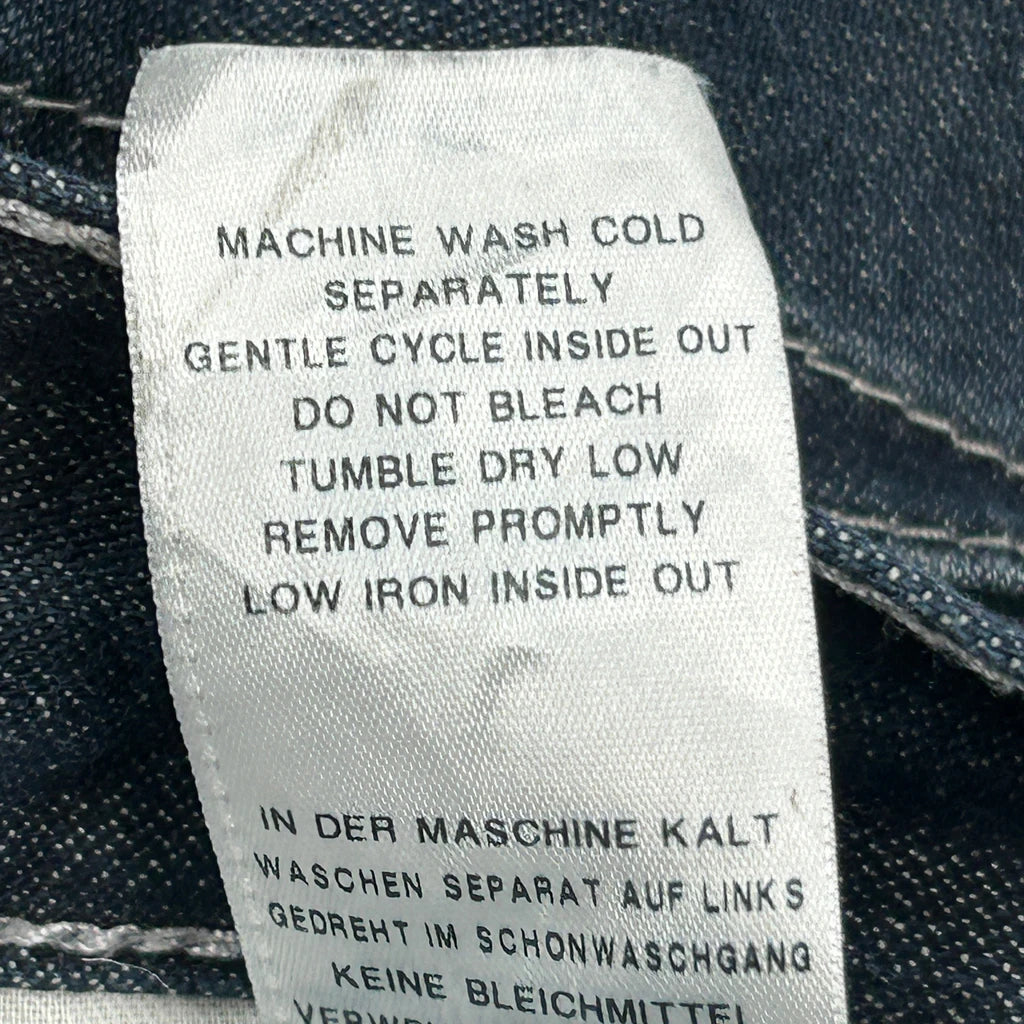 MACHINE WASH COLD
SEPARATELY
GENTLE CYCLE INSIDE OUT
DO NOT BLEACH
TUMBLE DRY LOW
REMOVE PROMPTLY
LOW IRON INSIDE OUT
IN DER MASCHINE KALT
WASCHEN SEPARAT AUF LINKS
GEDREHT IM SCHONWASCHGANG
KEINE BLEICHMITTEL